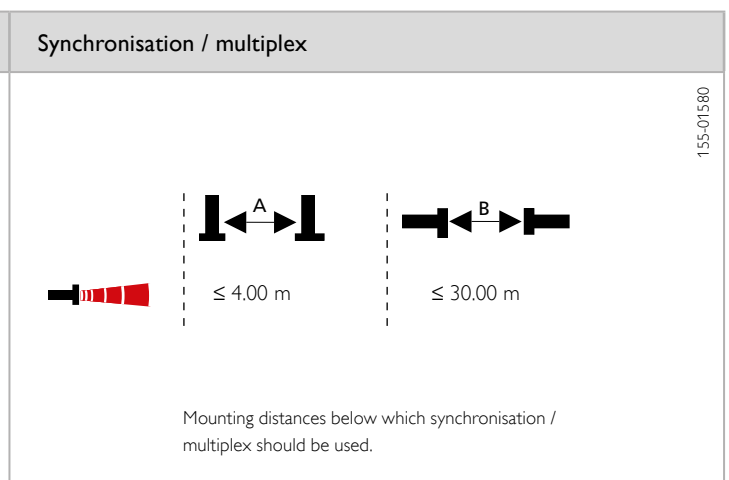 Synchronisation / multiplex
155-01580
A
B
≤ 4.00 m
≤ 30.00 m
Mounting distances below which synchronisation /
multiplex should be used.